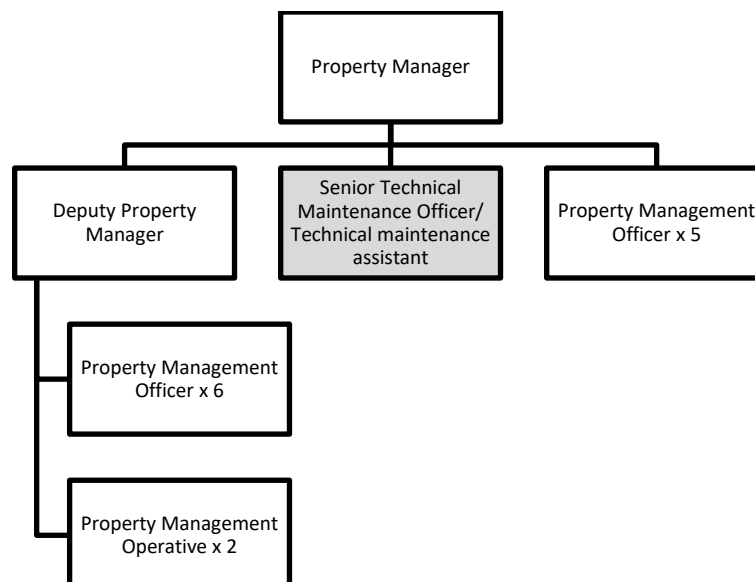 Property Manager
Deputy Property
Manager
Senior Technical
Maintenance Officer/
Technical maintenance
assistant
Property Management
Officer x 5
Property Management
Officer x 6
Property Management
Operative x 2